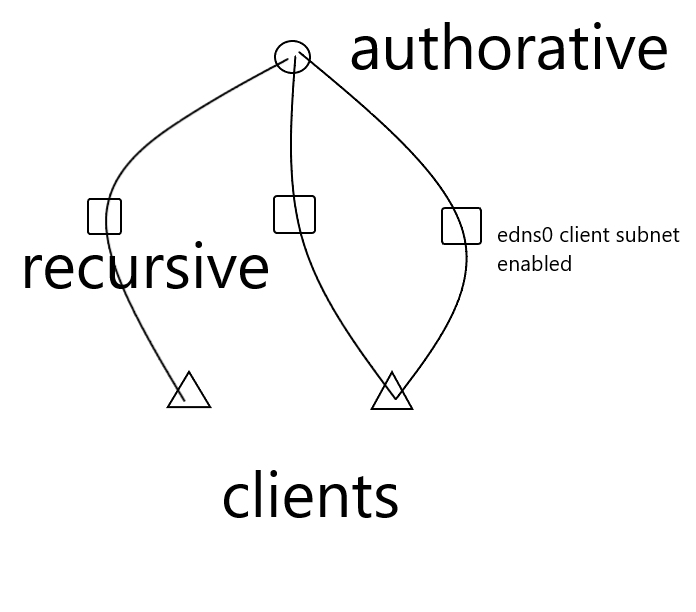 authorative
edns0 client subnet
enabled
recursive
clients